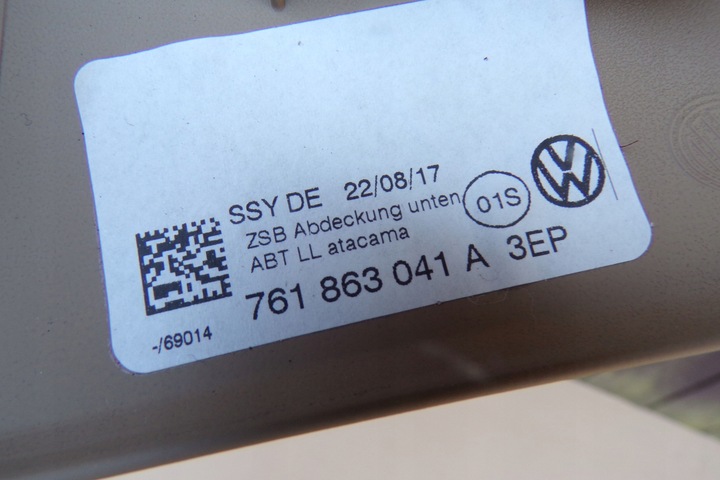 SSY DE 22/08/17
ZSB Abdeckung unten
01S
ABT LL atacama
761 863 041 A 3EP
-/69014